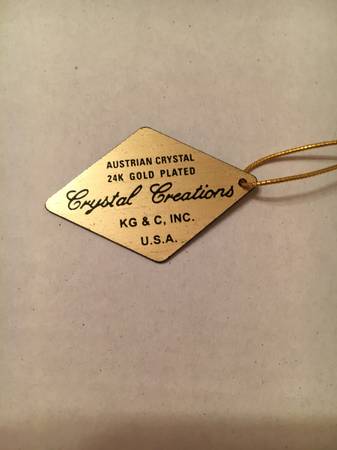 AUSTRIAN CRYSTAL
24K GOLD PLATED
Crystal Creations
KG & C, INC.
U.S.A.